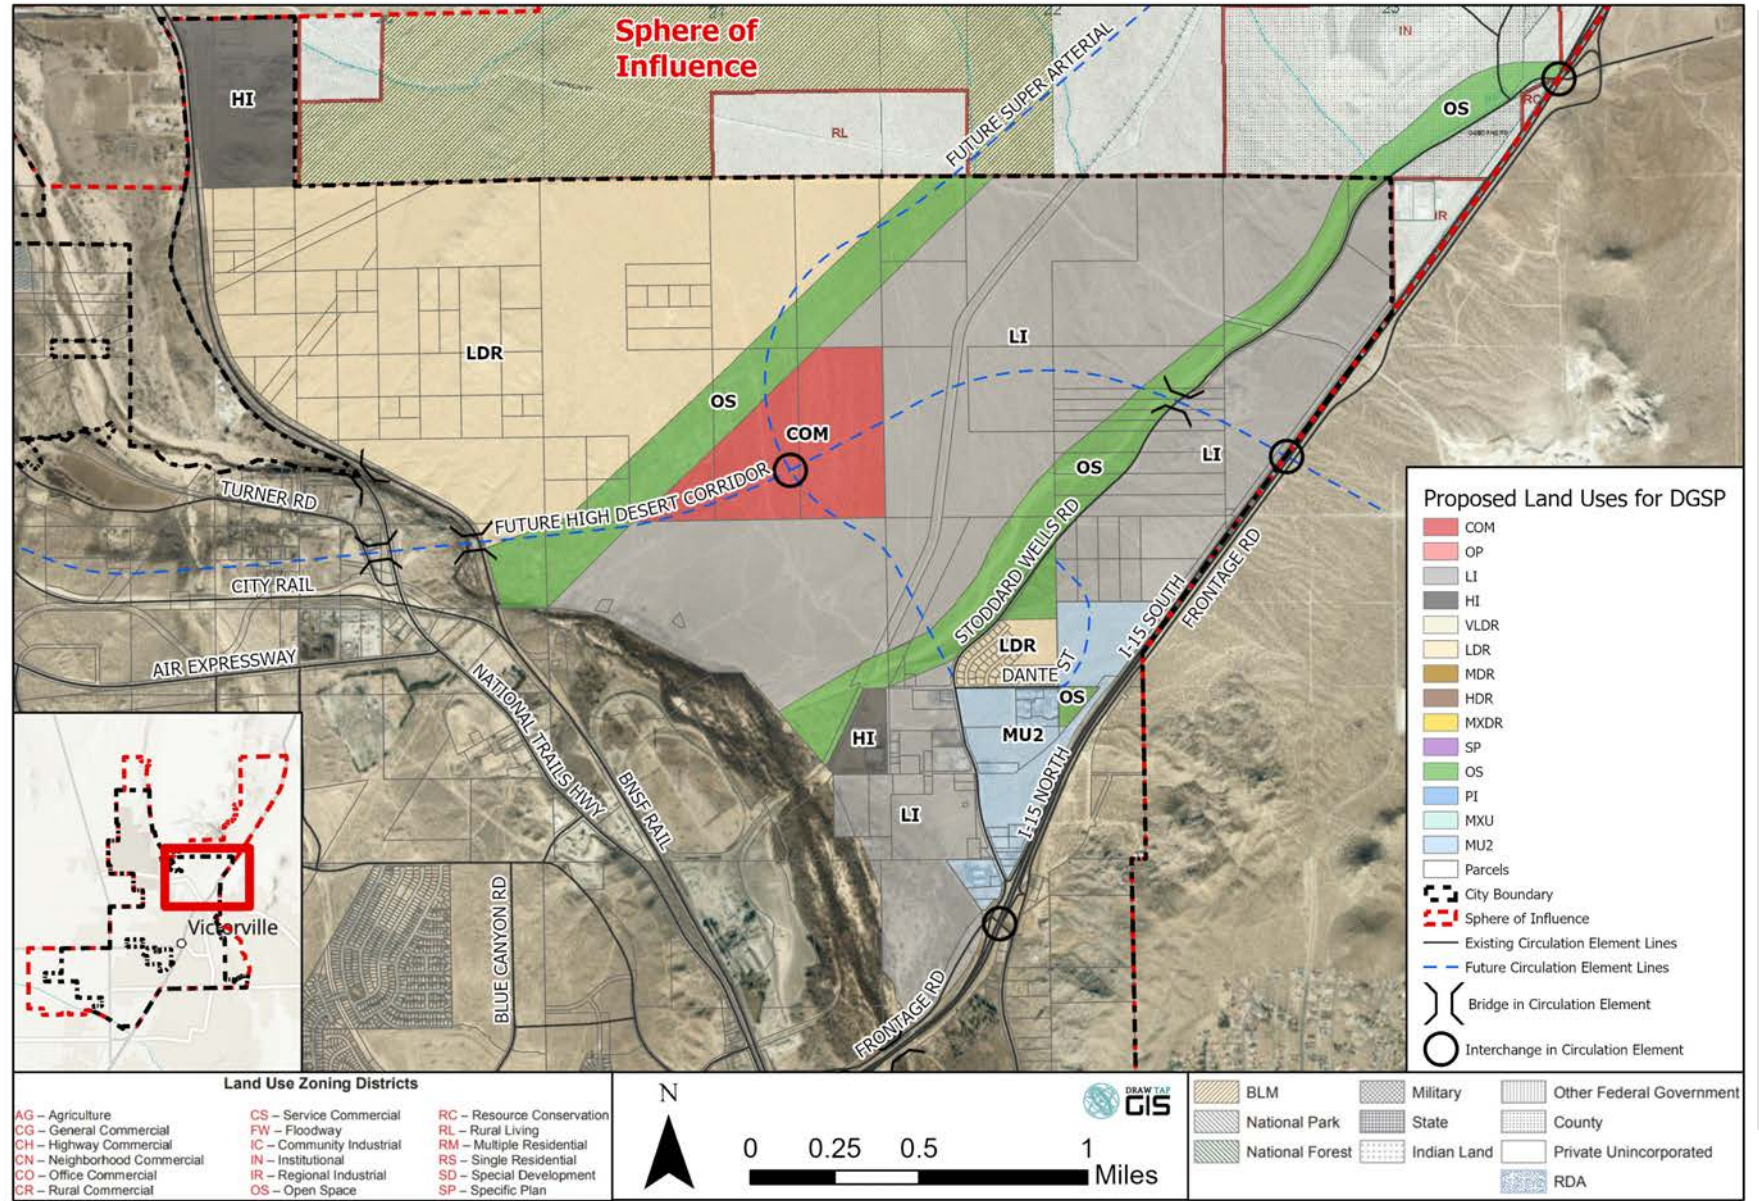 Sphere of
Influence
22
23
IN
HI
RL
FUTURE SUPER ARTERIAL
OS
RC
IR
LDR
LI
OS
COM
OS
LI
FUTURE HIGH DESERT CORRIDOR
TURNER RD
CITY RAIL
AIR EXPRESSWAY
NATIONAL TRAILS HWY
BNSF RAIL
BLUE CANYON RD
STODDARD WELLS RD
I-15 SOUTH
FRONTAGE RD
LDR
DANTE ST
OS
MU2
HI
LI
I-15 NORTH
FRONTAGE RD
Victorville
Proposed Land Uses for DGSP
COM
OP
LI
HI
VLDR
LDR
MDR
HDR
MXDR
SP
OS
PI
MXU
MU2
Parcels
City Boundary
Sphere of Influence
Existing Circulation Element Lines
Future Circulation Element Lines
Bridge in Circulation Element
Interchange in Circulation Element
Land Use Zoning Districts
AG – Agriculture
CG – General Commercial
CH – Highway Commercial
CN – Neighborhood Commercial
CO – Office Commercial
CR – Rural Commercial
CS – Service Commercial
FW – Floodway
IC – Community Industrial
IN – Institutional
IR – Regional Industrial
OS – Open Space
RC – Resource Conservation
RL – Rural Living
RM – Multiple Residential
RS – Single Residential
SD – Special Development
SP – Specific Plan
N
DRAW TAP
GIS
0 0.25 0.5 1
Miles
BLM
National Park
National Forest
Military
State
Indian Land
Other Federal Government
County
Private Unincorporated
RDA